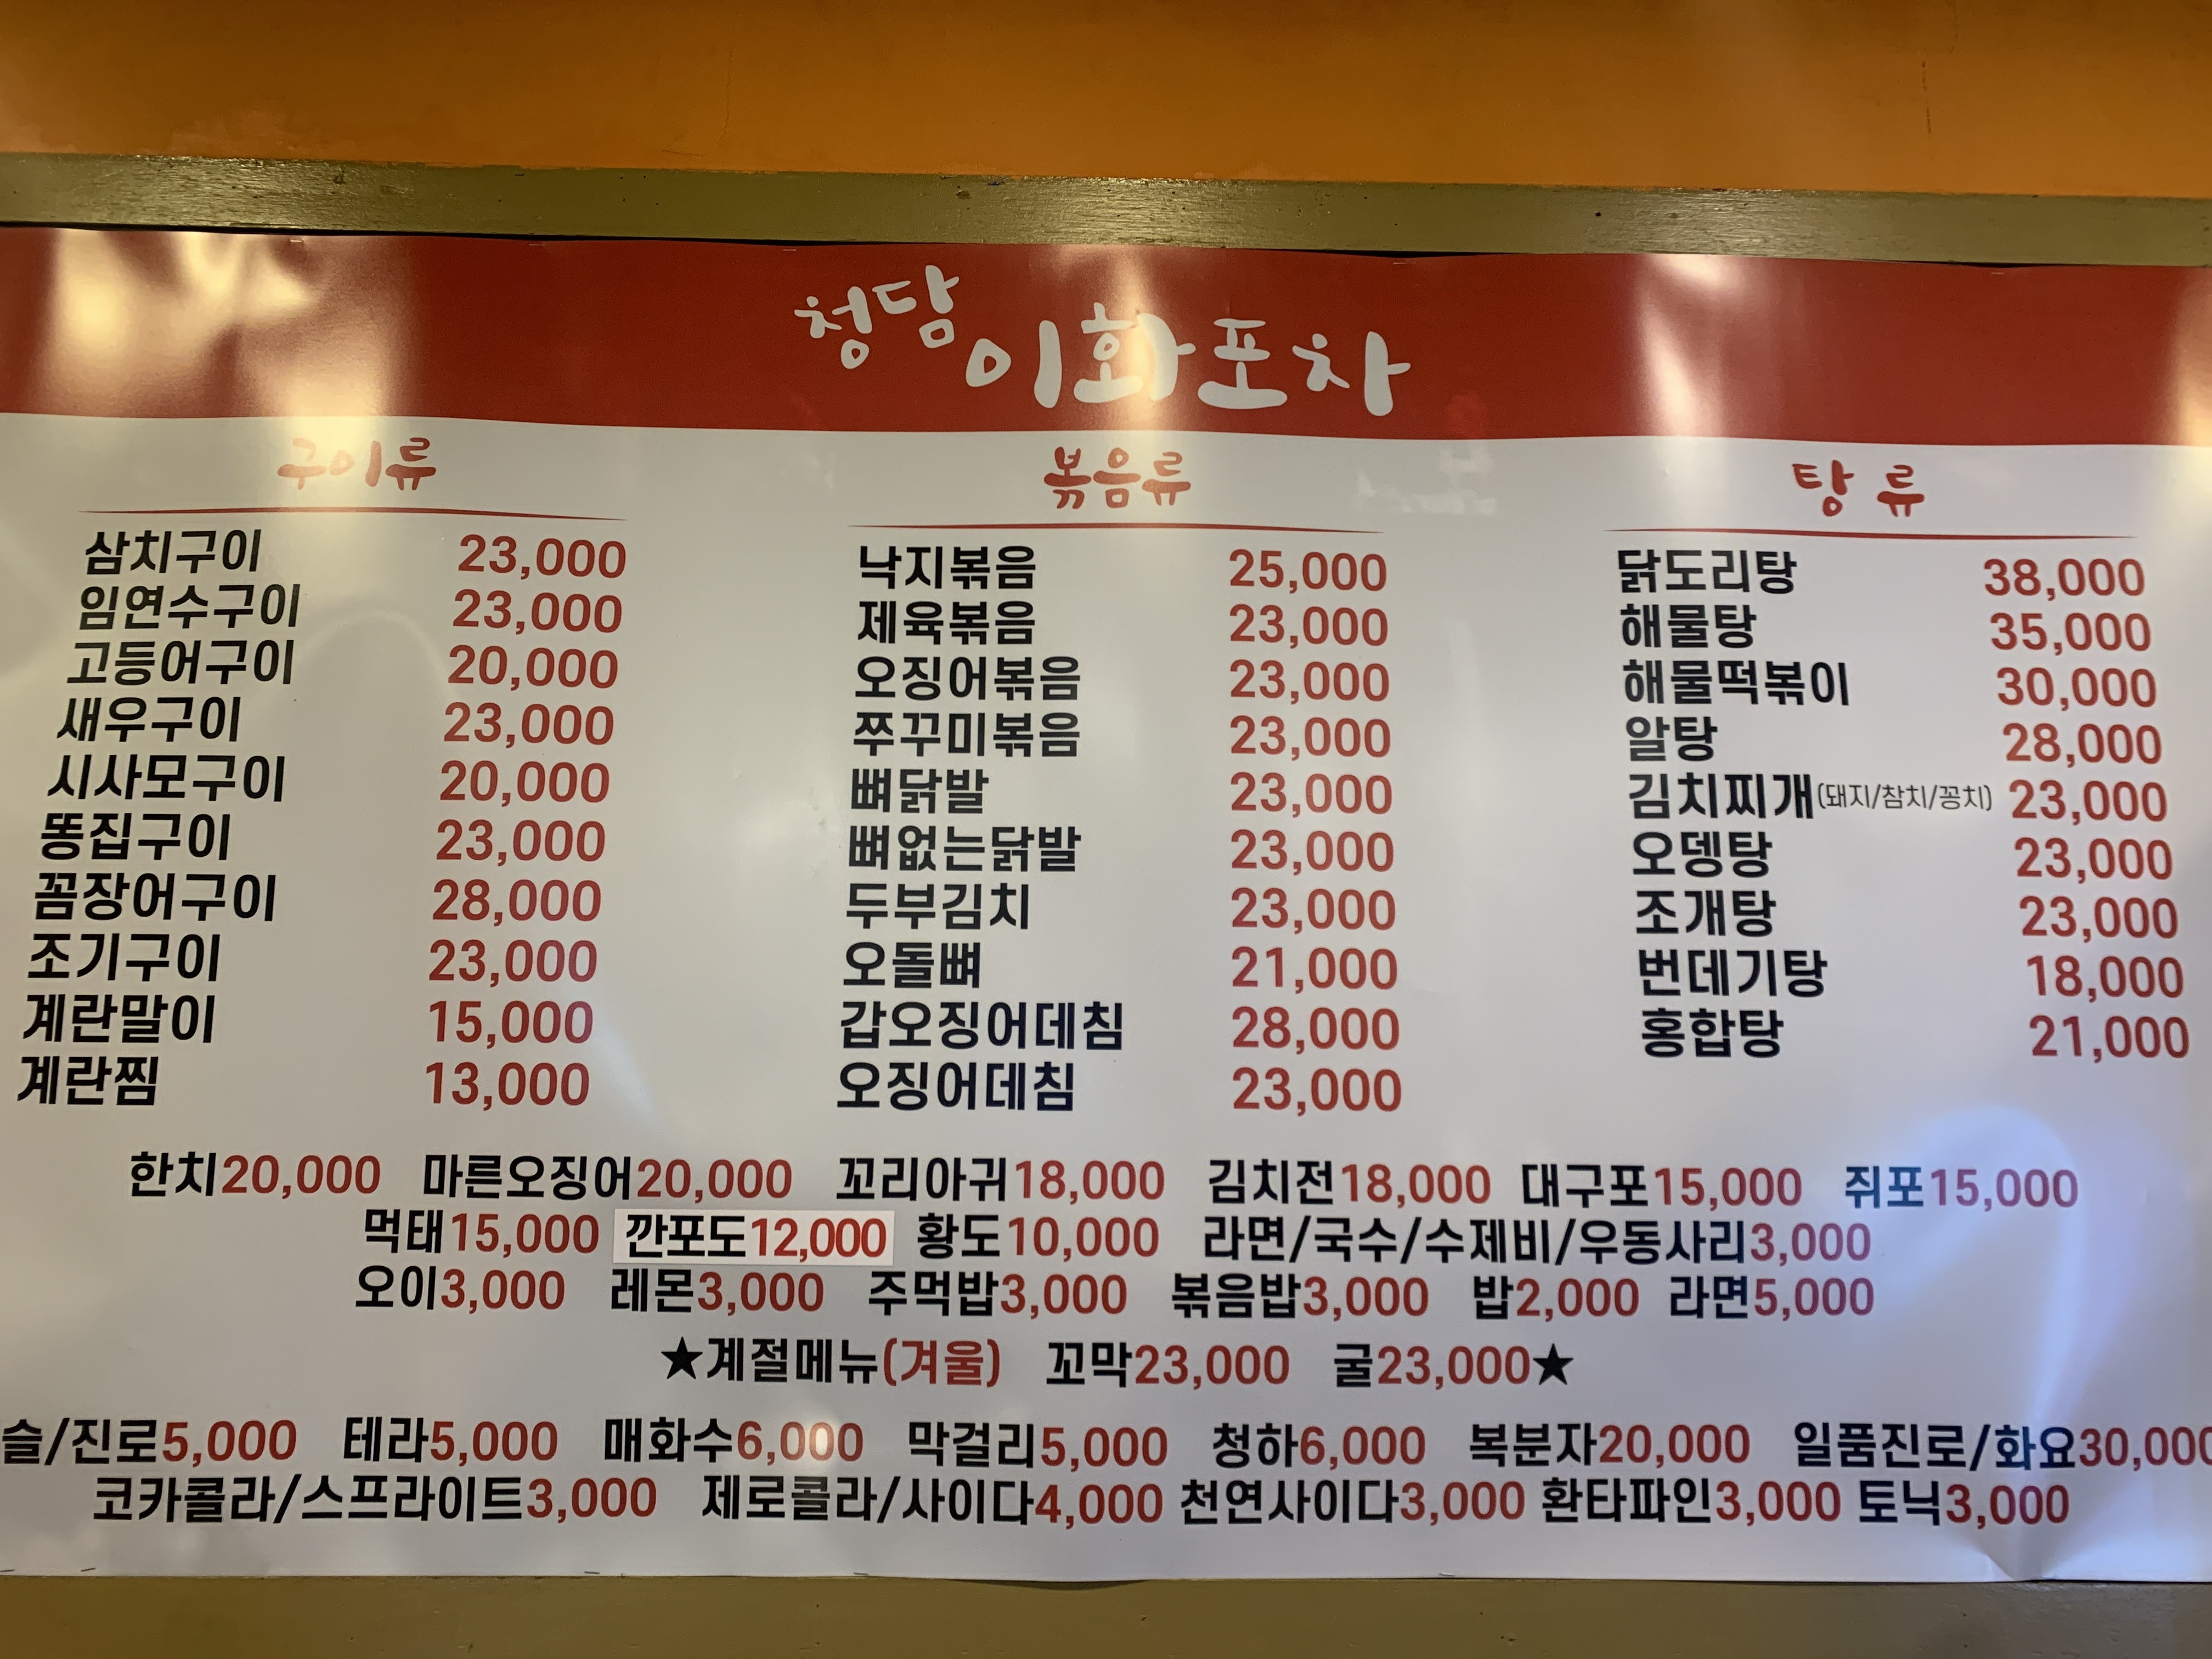 청담 이화포차
구이류
삼치구이 23,000
임연수구이 23,000
고등어구이 20,000
새우구이 23,000
시사모구이 20,000
똥집구이 23,000
꼼장어구이 28,000
조기구이 23,000
계란말이 15,000
계란찜 13,000
볶음류
낙지볶음 25,000
제육볶음 23,000
오징어볶음 23,000
쭈꾸미볶음 23,000
뼈닭발 23,000
뼈없는닭발 23,000
두부김치 23,000
오돌뼈 21,000
갑오징어데침 28,000
오징어데침 23,000
탕 류
닭도리탕 38,000
해물탕 35,000
해물떡볶이 30,000
알탕 28,000
김치찌개(돼지/참치/꽁치) 23,000
오뎅탕 23,000
조개탕 23,000
번데기탕 18,000
홍합탕 21,000
한치20,000 마른오징어20,000 꼬리아귀18,000 김치전18,000 대구포15,000 쥐포15,000
먹태15,000 깐포도12,000 황도10,000 라면/국수/수제비/우동사리3,000
오이3,000 레몬3,000 주먹밥3,000 볶음밥3,000 밥2,000 라면5,000
★계절메뉴(겨울) 꼬막23,000 굴23,000★
슬/진로5,000 테라5,000 매화수6,000 막걸리5,000 청하6,000 복분자20,000 일품진로/화요30,000
코카콜라/스프라이트3,000 제로콜라/사이다4,000 천연사이다3,000 환타파인3,000 토닉3,000